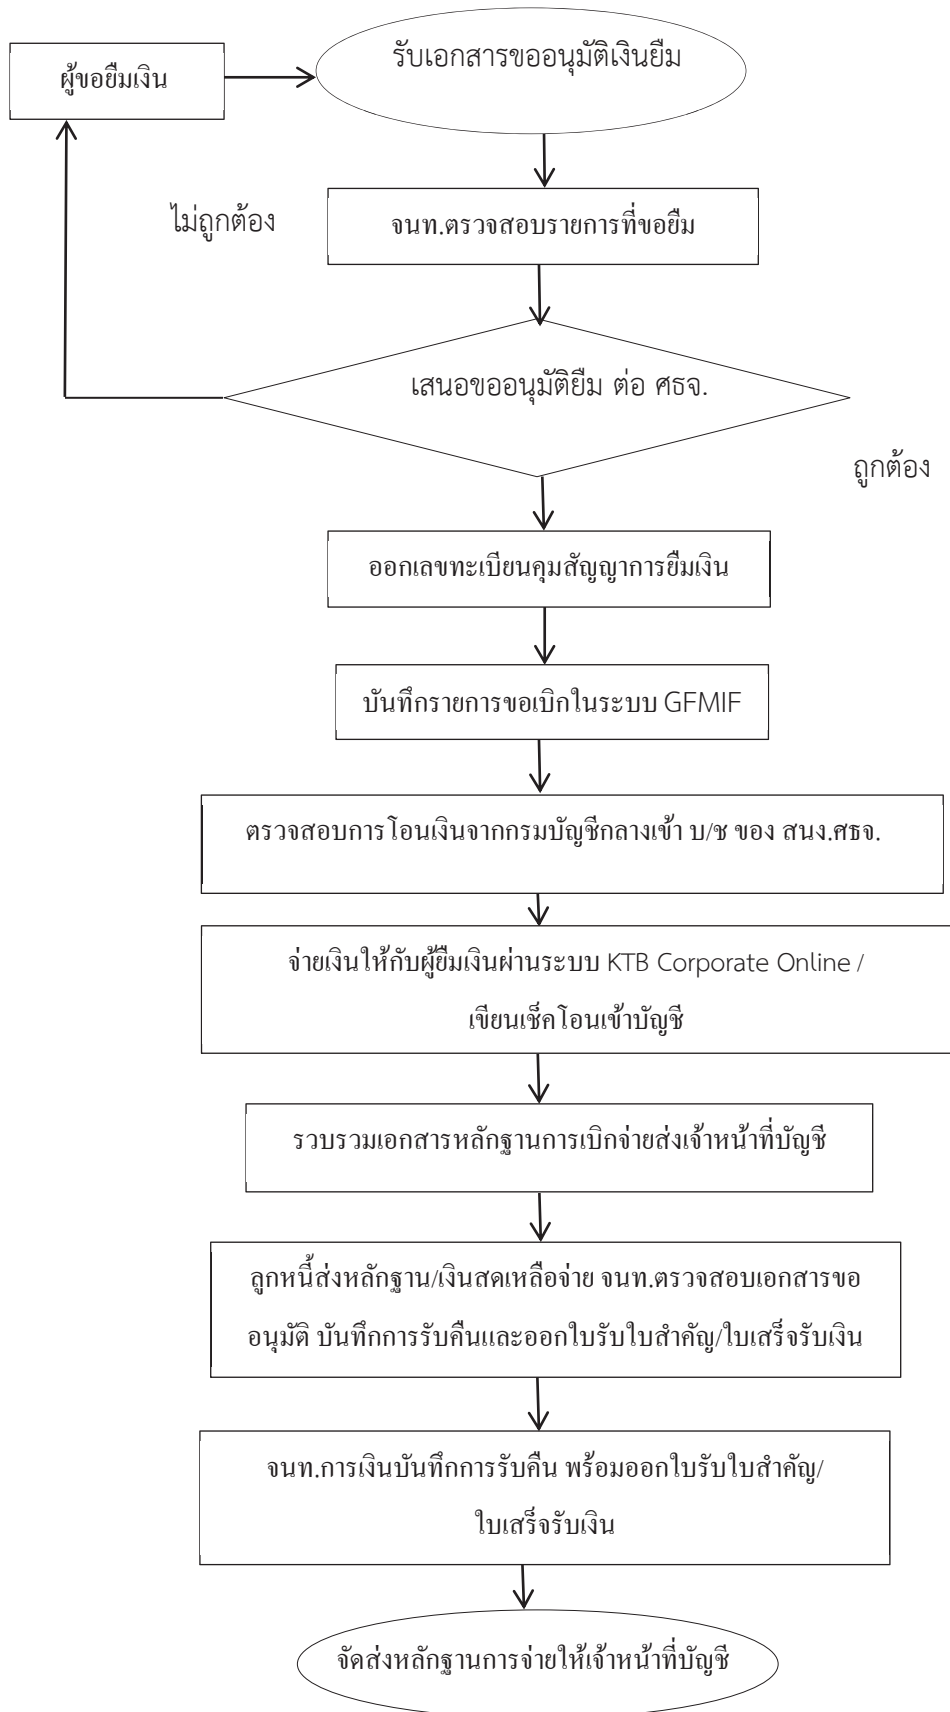 รับเอกสารขออนุมัติเงินยืม
ผู้ขอยืมเงิน
ไม่ถูกต้อง
จนท.ตรวจสอบรายการที่ขอยืม
เสนอขออนุมัติยืม ต่อ ศธจ.
ถูกต้อง
ออกเลขทะเบียนคุมสัญญาการยืมเงิน
บันทึกรายการขอเบิกในระบบ GFMIF
ตรวจสอบการโอนเงินจากกรมบัญชีกลางเข้า บ/ช ของ สนง.ศธจ.
จ่ายเงินให้กับผู้ยืมเงินผ่านระบบ KTB Corporate Online /
เขียนเช็คโอนเข้าบัญชี
รวบรวมเอกสารหลักฐานการเบิกจ่ายส่งเจ้าหน้าที่บัญชี
ลูกหนี้ส่งหลักฐาน/เงินสดเหลือจ่าย จนท.ตรวจสอบเอกสารขอ
อนุมัติ บันทึกการรับคืนและออกใบรับใบสำคัญ/ใบเสร็จรับเงิน
จนท.การเงินบันทึกการรับคืน พร้อมออกใบรับใบสำคัญ/
ใบเสร็จรับเงิน
จัดส่งหลักฐานการจ่ายให้เจ้าหน้าที่บัญชี